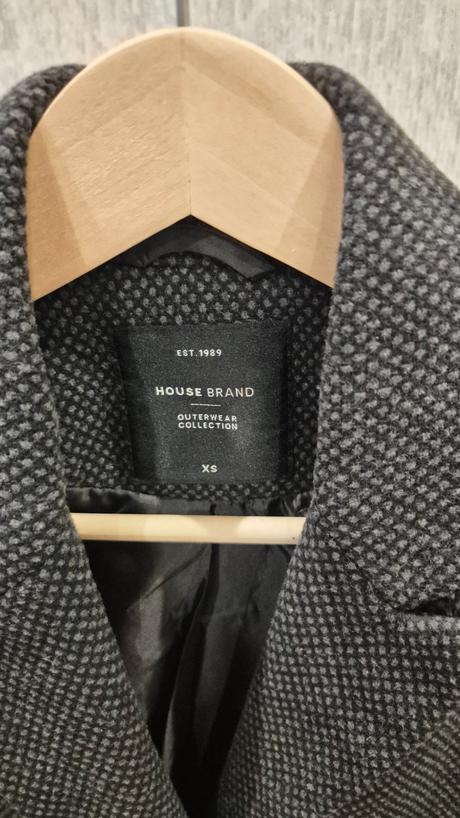 EST.1989
HOUSE BRAND
OUTERWEAR
COLLECTION
XS